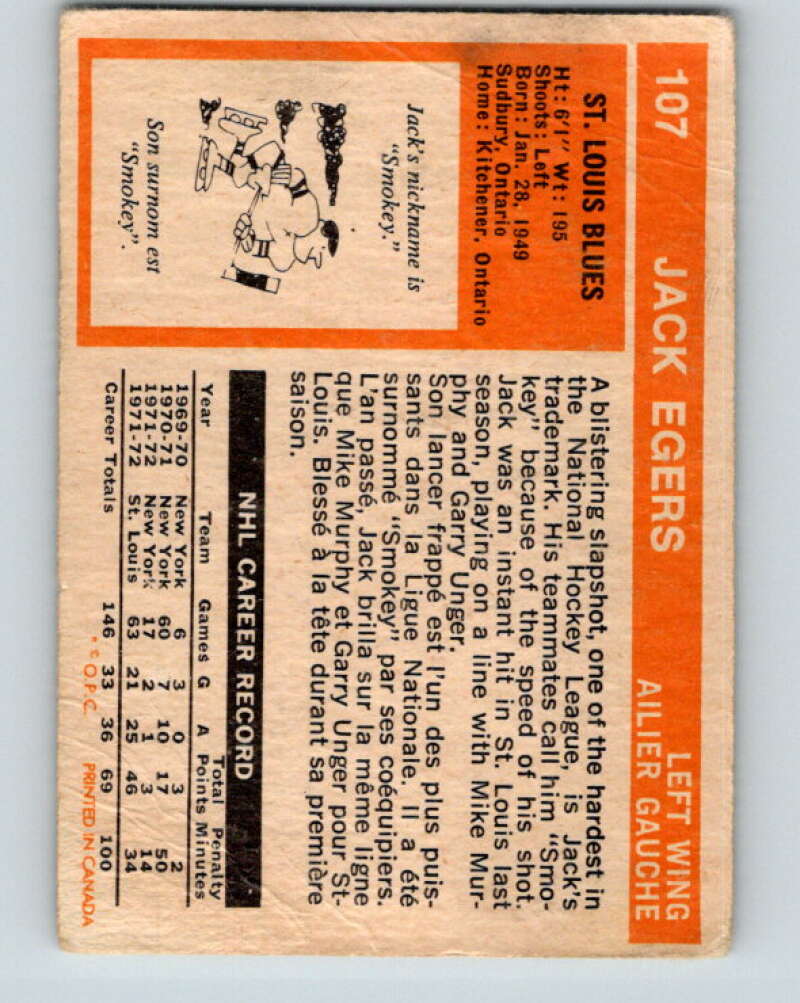 107 JACK EGERS LEFT WING
AILIER GAUCHE
ST. LOUIS BLUES
Ht: 6'1" Wt: 195
Shoots: Left
Born: Jan. 28, 1949
Sudbury, Ontario
Home: Kitchener, Ontario
Jack's nickname is
"Smokey."
Son surnom est
"Smokey".
A blistering slapshot, one of the hardest in
the National Hockey League, is Jack's
trademark. His teammates call him "Smo-
key" because of the speed of his shot.
Jack was an instant hit in St. Louis last
season, playing on a line with Mike Mur-
phy and Garry Unger.
Son lancer frappé est l'un des plus puis-
sants dans la Ligue Nationale. Il a été
surnommé "Smokey" par ses coéquipiers.
L'an passé, Jack brilla sur la même ligne
que Mike Murphy et Garry Unger pour St-
Louis. Blessé à la tête durant sa première
saison.
NHL CAREER RECORD
Total Penalty
Year Team Games G A Points Minutes
1969-70 New York 6 3 0 3 2
1970-71 New York 60 7 10 17 50
1971-72 New York 17 2 1 3 14
1971-72 St. Louis 63 21 25 46 34
Career Totals 146 33 36 69 100
* © O.P.C. PRINTED IN CANADA